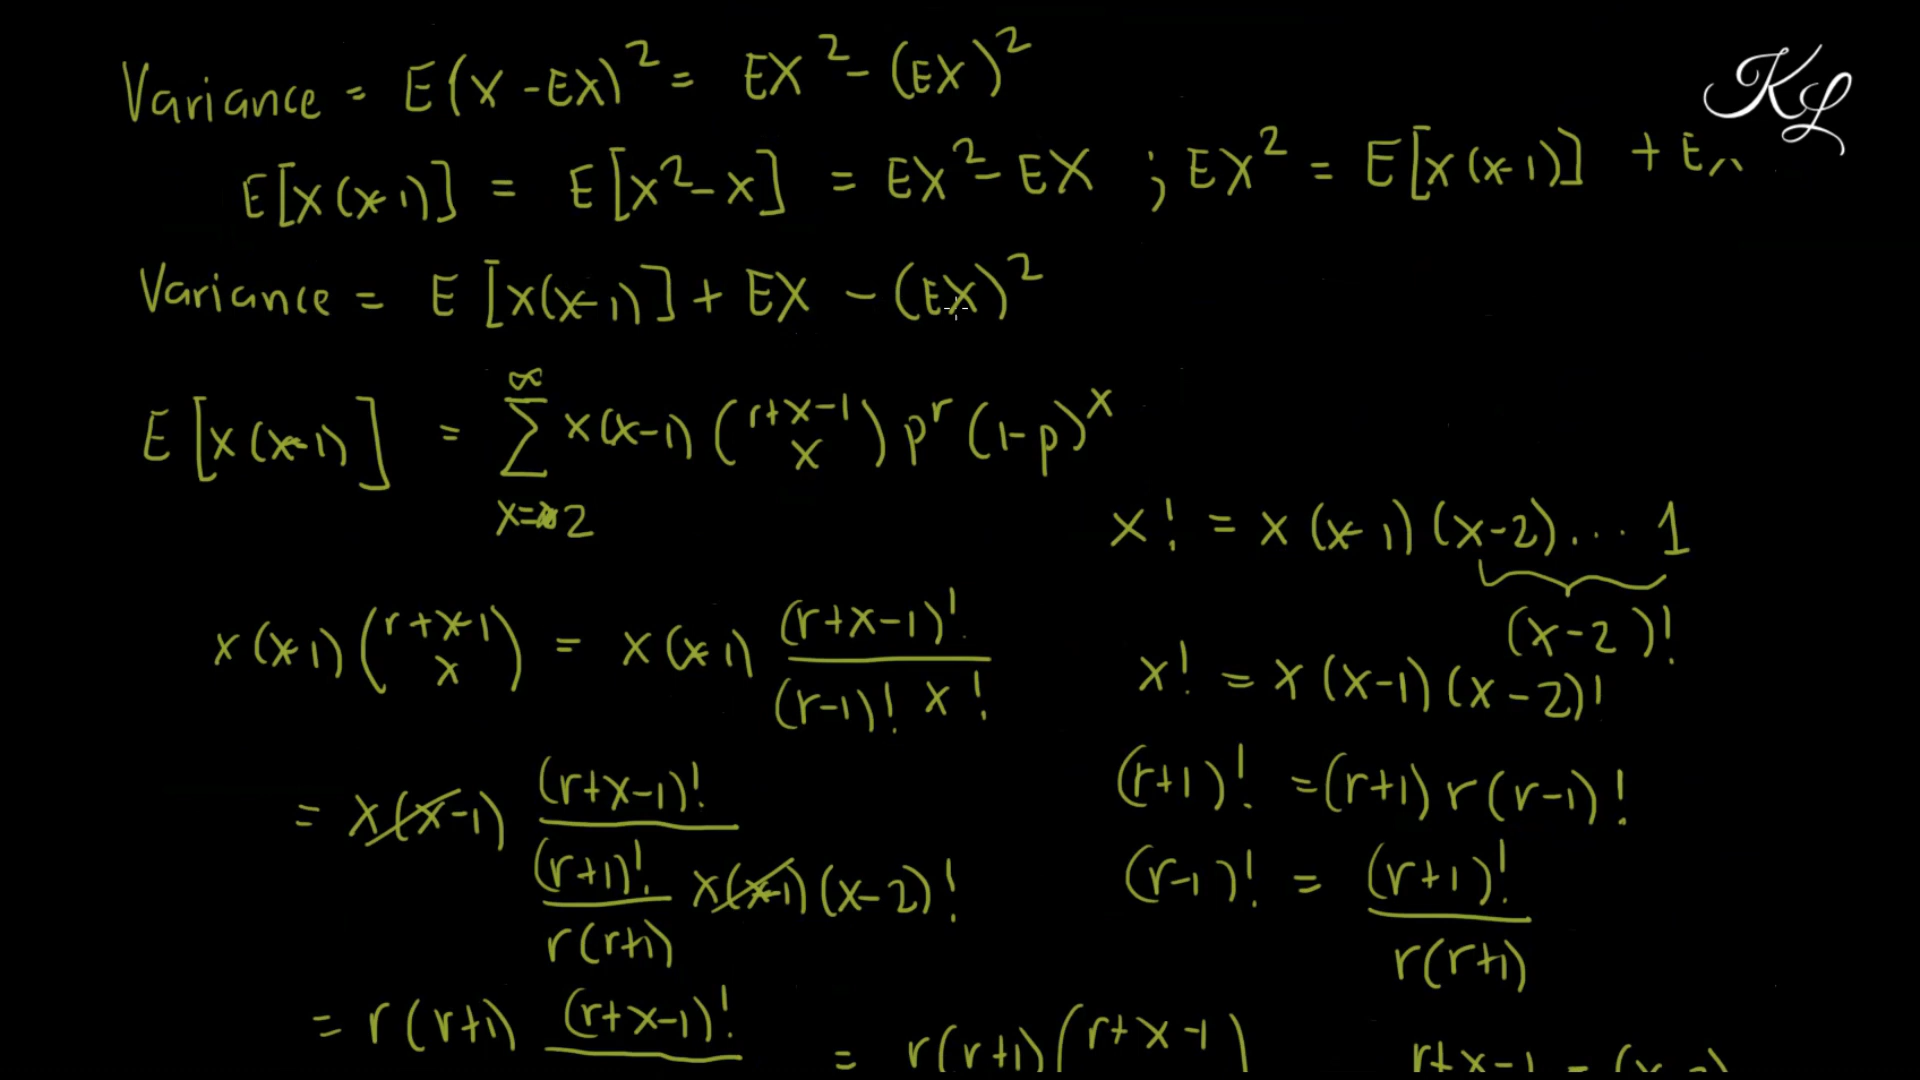 Variance = E(X - EX)² = EX² - (EX)²
KL
E[X(X-1)] = E[X² - X] = EX² - EX ; EX² = E[X(X-1)] + E
Variance = E[X(X-1)] + EX - (EX)²
E[X(X-1)] = ∑_{x=2}^{∞} x(x-1) (r+x-1 \choose x) p^r (1-p)^x
x! = x(x-1)(x-2)...1
(x-2)!
x(x-1) (r+x-1 \choose x) = x(x-1) (r+x-1)! / (r-1)! x!
x! = x(x-1)(x-2)!
(r+1)! = (r+1) r (r-1)!
= x(x-1) (r+x-1)! / [(r+1)! / r(r+1)] x(x-1)(x-2)!
(r-1)! = (r+1)! / r(r+1)
= r(r+1) (r+x-1)!
= r(r+1) (r+x-1
r+x-1 - (x-2)